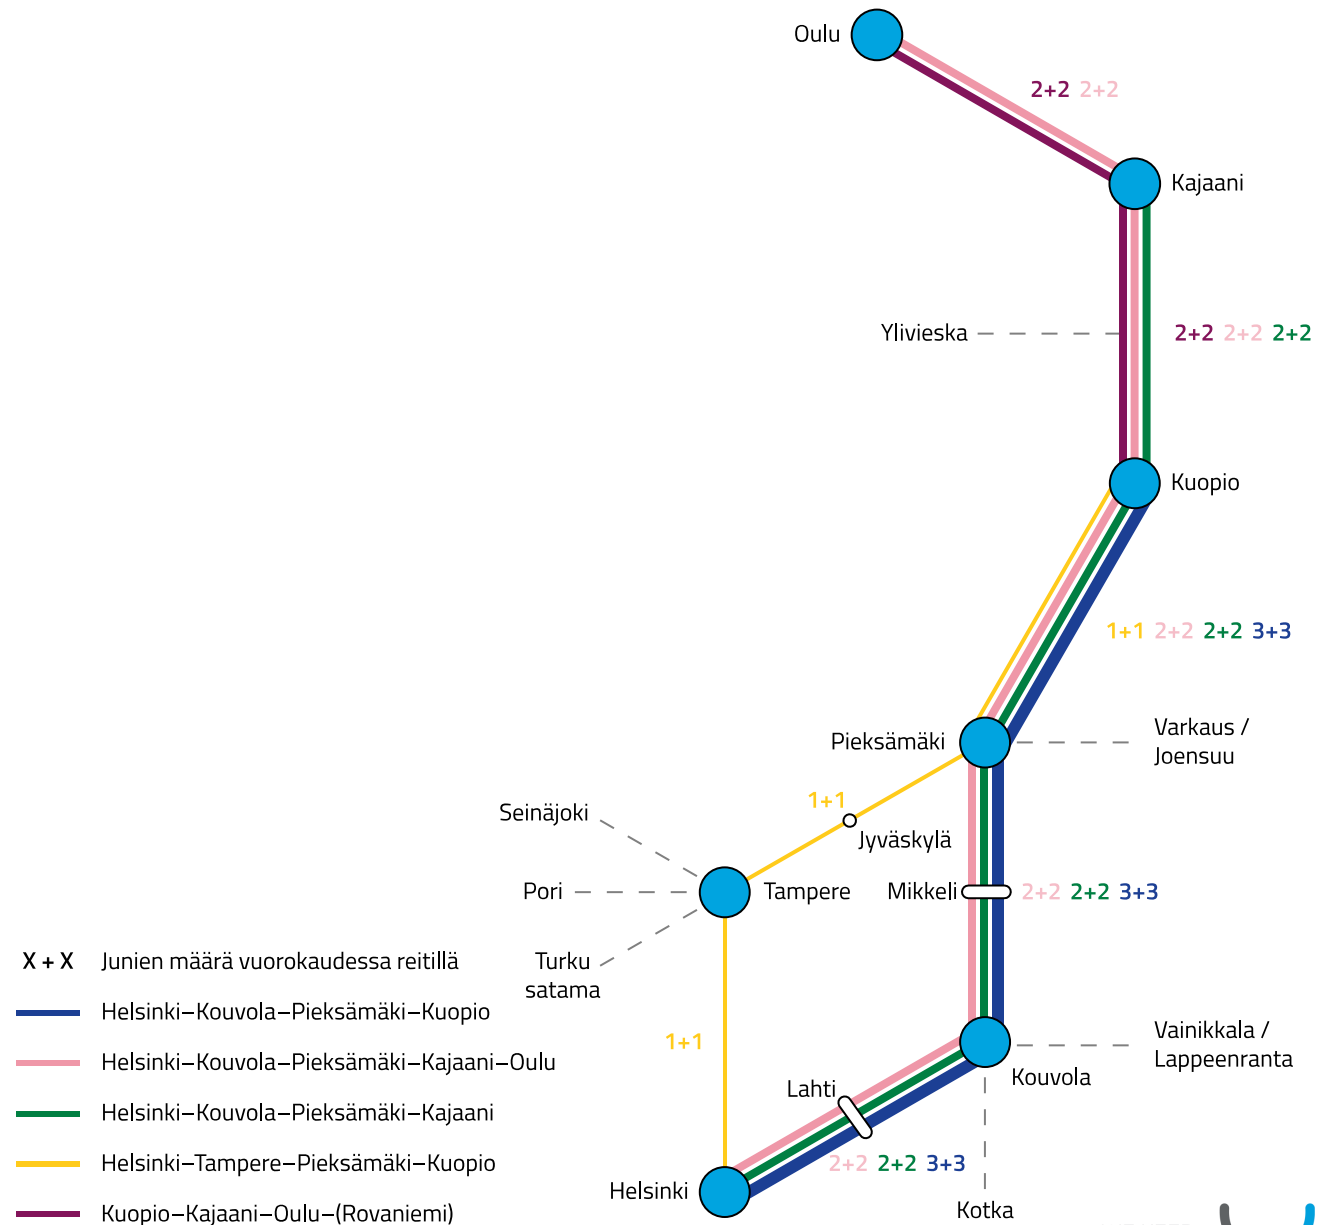 Oulu
2+2 2+2
Kajaani
Ylivieska
2+2 2+2 2+2
Kuopio
1+1 2+2 2+2 3+3
Pieksämäki
Varkaus /
Joensuu
1+1
Jyväskylä
Seinäjoki
Pori
Tampere
Mikkeli
2+2 2+2 3+3
Turku
satama
1+1
Vainikkala /
Lappeenranta
Kouvola
Lahti
2+2 2+2 3+3
Helsinki
Kotka
X + X Junien määrä vuorokaudessa reitillä
Helsinki–Kouvola–Pieksämäki–Kuopio
Helsinki–Kouvola–Pieksämäki–Kajaani–Oulu
Helsinki–Kouvola–Pieksämäki–Kajaani
Helsinki–Tampere–Pieksämäki–Kuopio
Kuopio–Kajaani–Oulu–(Rovaniemi)